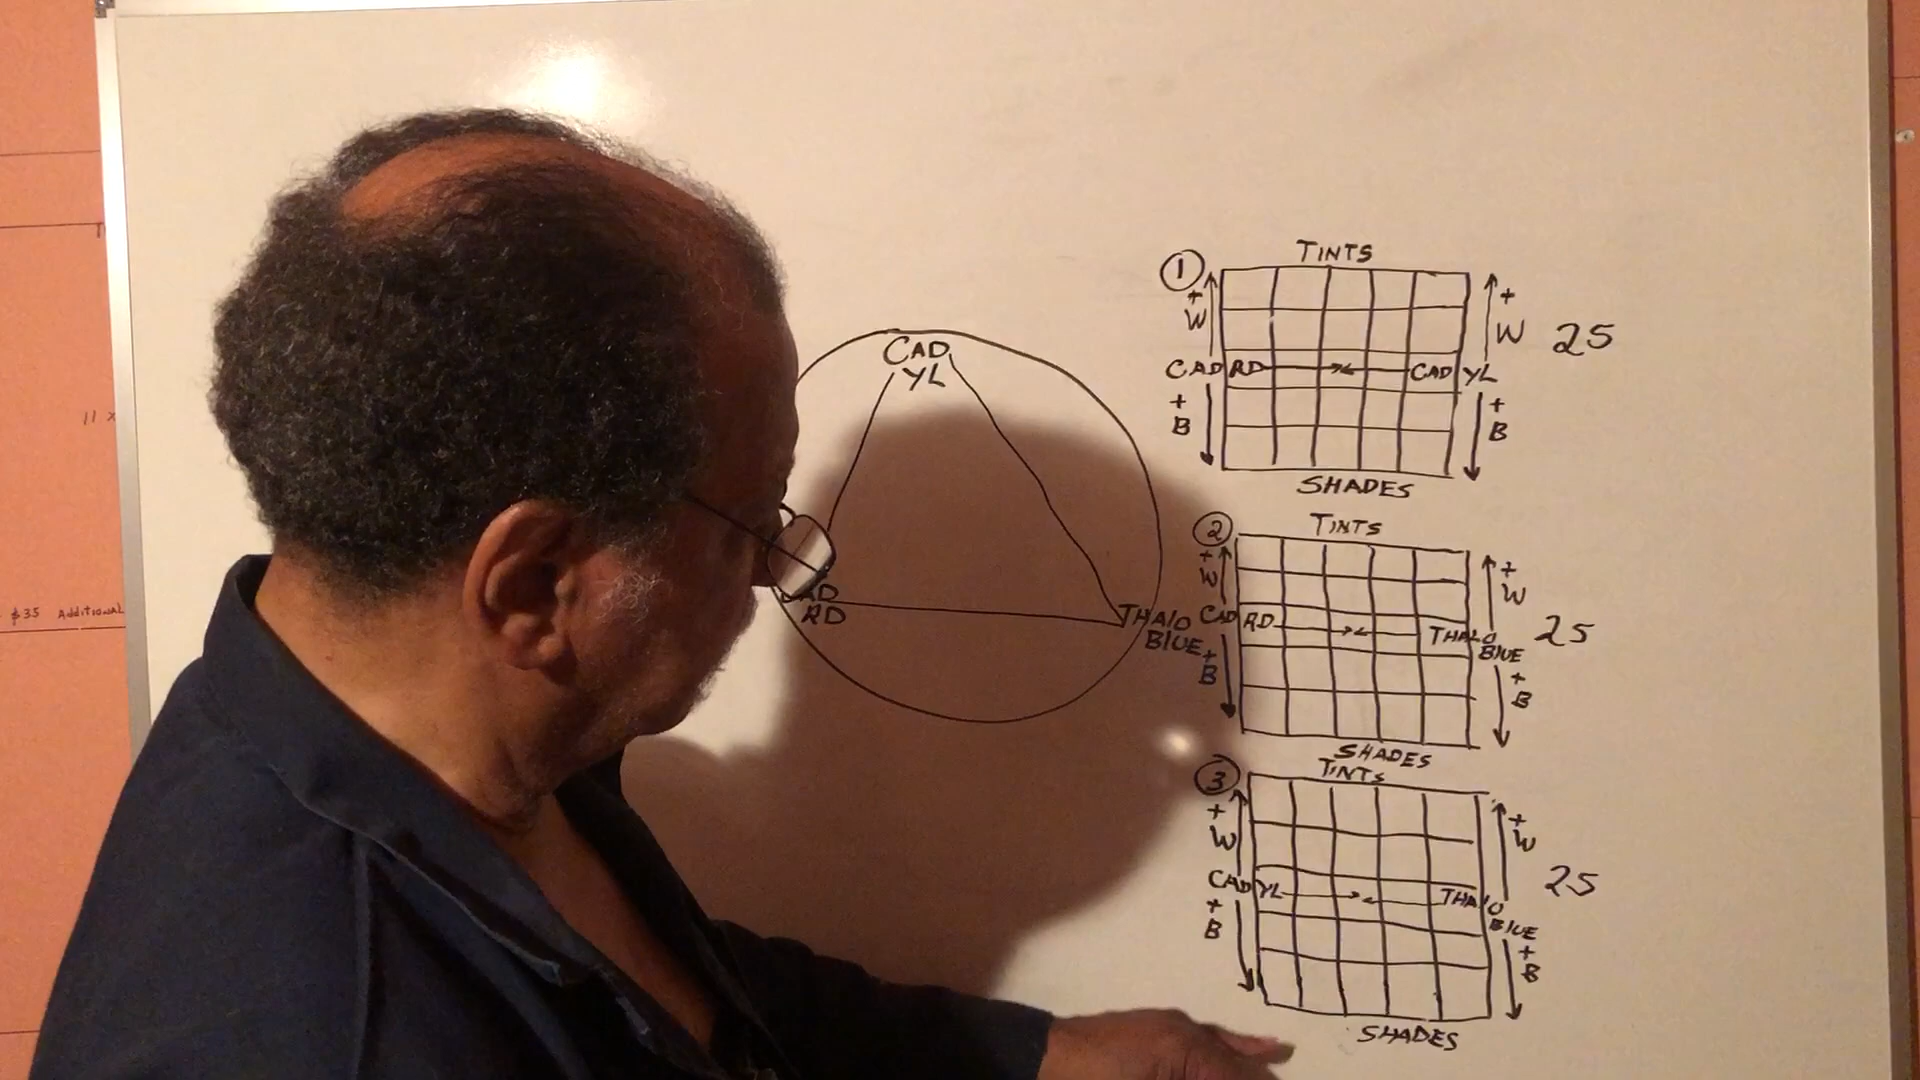 $35 Additional
11 x
CAD
YL
RD
THALO
BLUE
1
TINTS
+
W
+
W
25
CAD RD
CAD YL
+
B
+
B
SHADES
2
TINTS
+
W
+
W
CAD RD
THALO
BLUE
25
+
B
+
B
SHADES
3
TINTS
+
W
+
W
CAD YL
THALO
BLUE
25
+
B
+
B
SHADES